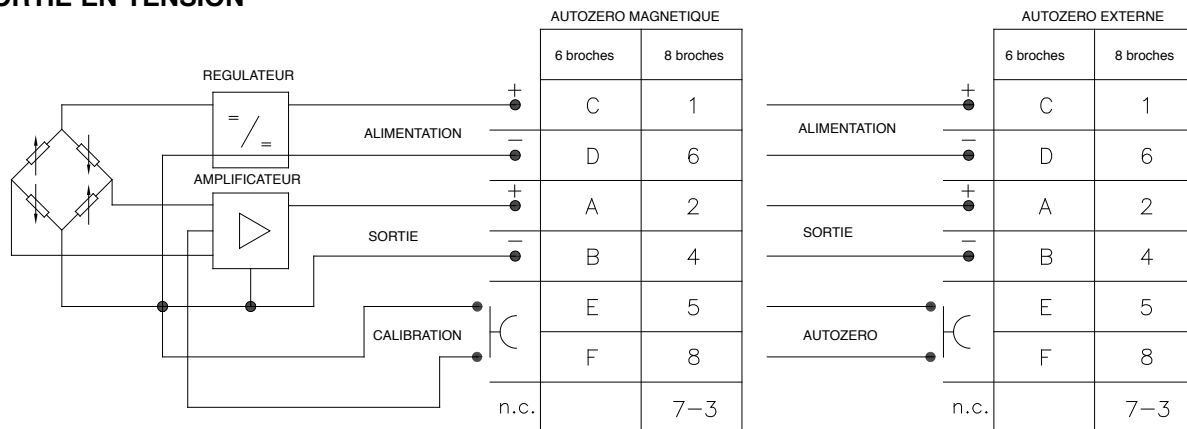 ORTIE EN TENSION
AUTOZERO MAGNETIQUE
6 broches 8 broches
REGULATEUR
= / =
ALIMENTATION
AMPLIFICATEUR
SORTIE
CALIBRATION
+ C 1
− D 6
+ A 2
− B 4
E 5
F 8
n.c. 7-3
AUTOZERO EXTERNE
6 broches 8 broches
ALIMENTATION
SORTIE
AUTOZERO
+ C 1
− D 6
+ A 2
− B 4
E 5
F 8
n.c. 7-3